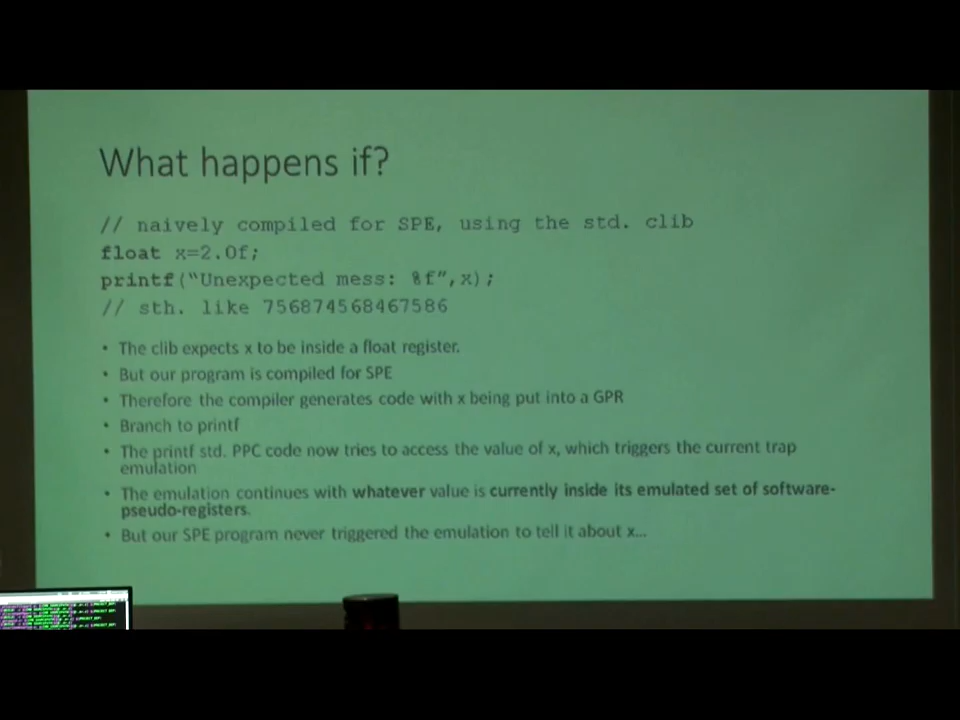 What happens if?
// naively compiled for SPE, using the std. clib
float x=2.0f;
printf(“Unexpected mess: %f”,x);
// sth. like 756874568467586
• The clib expects x to be inside a float register.
• But our program is compiled for SPE
• Therefore the compiler generates code with x being put into a GPR
• Branch to printf
• The printf std. PPC code now tries to access the value of x, which triggers the current trap
emulation
• The emulation continues with whatever value is currently inside its emulated set of software-
pseudo-registers.
• But our SPE program never triggered the emulation to tell it about x...